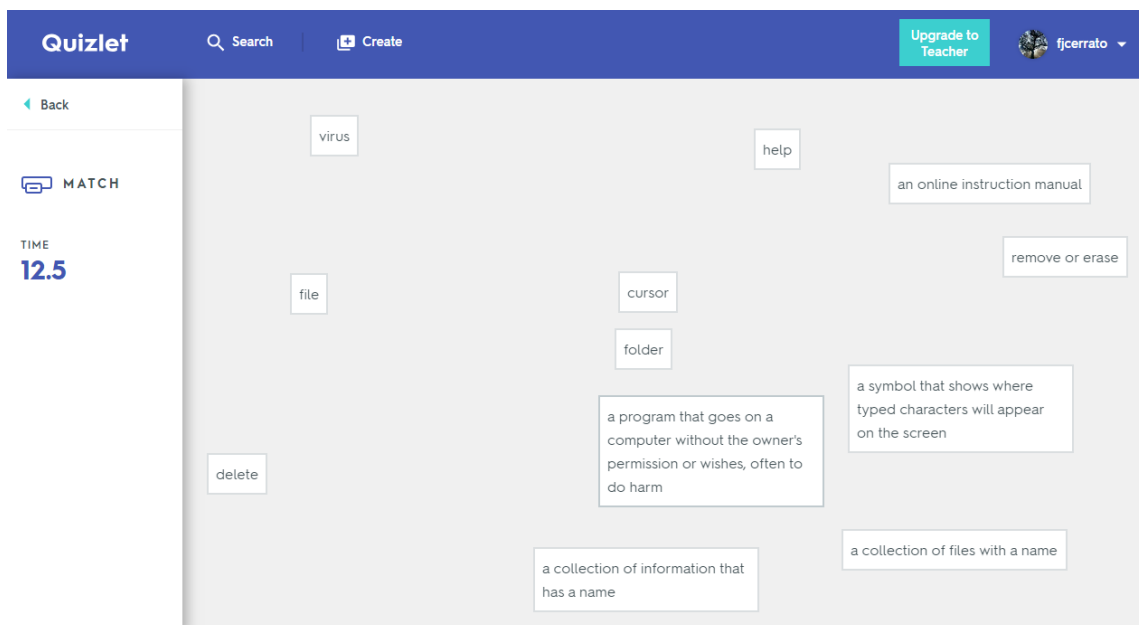 Quizlet
Search
Create
Upgrade to
Teacher
fjcerrato
Back
MATCH
TIME
12.5
virus
help
an online instruction manual
remove or erase
file
cursor
folder
a symbol that shows where
typed characters will appear
on the screen
a program that goes on a
computer without the owner's
permission or wishes, often to
do harm
delete
a collection of files with a name
a collection of information that
has a name